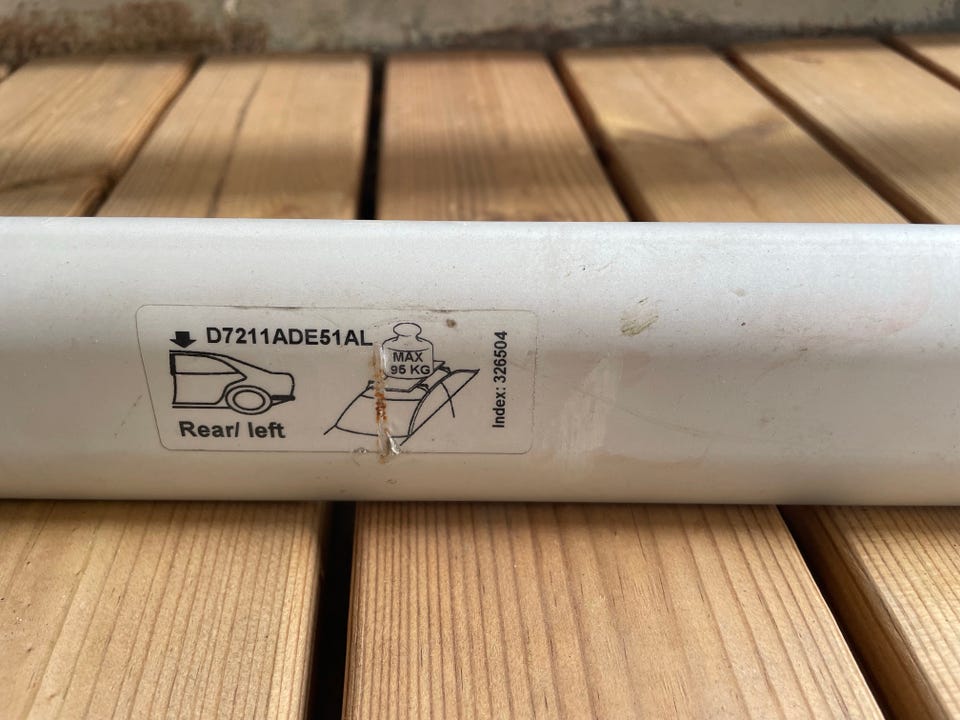 D7211ADE51AL
MAX
95 KG
Rear/ left
Index: 326504